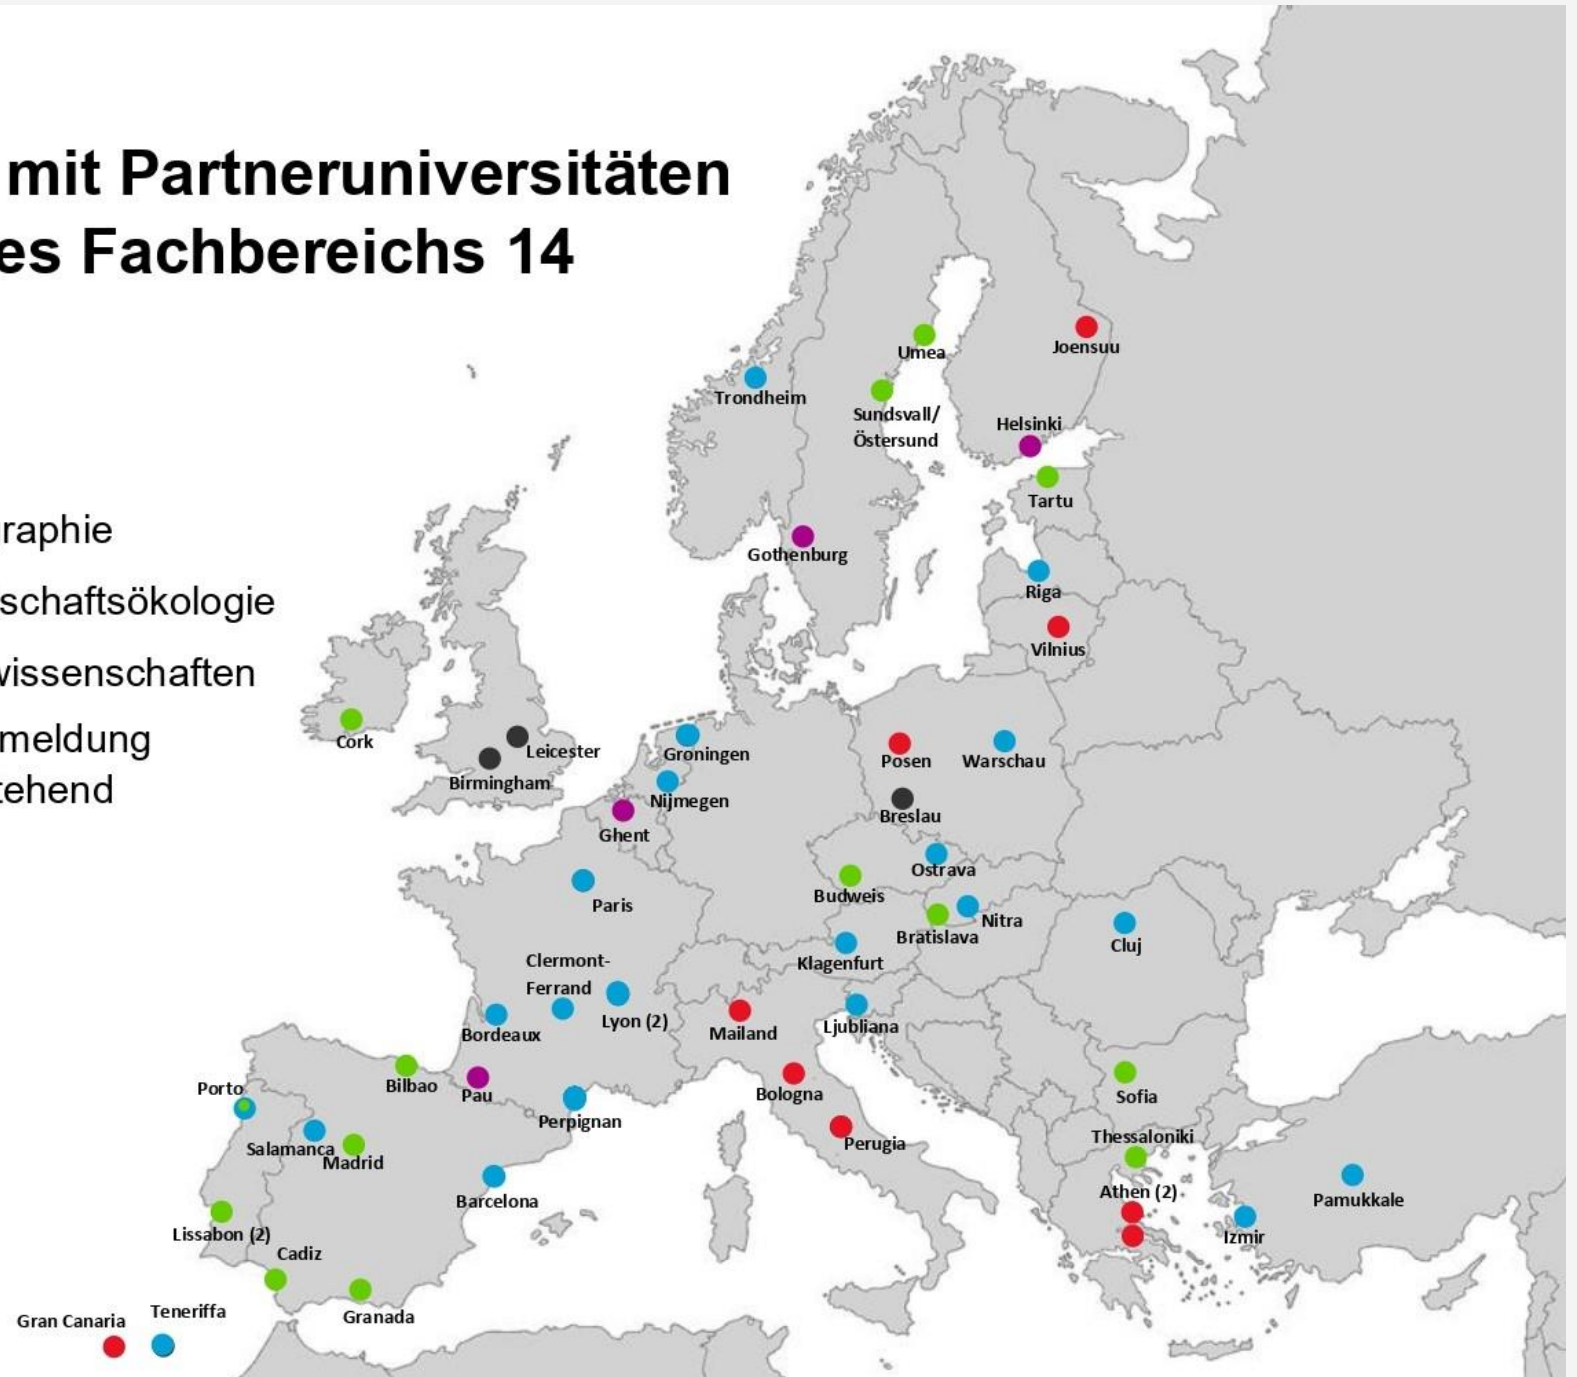 mit Partneruniversitäten
es Fachbereichs 14
raphie
schaftsökologie
wissenschaften
meldung
tehend
Umea
Joensuu
Trondheim
Sundsvall/
Östersund
Helsinki
Tartu
Gothenburg
Riga
Vilnius
Cork
Leicester
Birmingham
Groningen
Nijmegen
Ghent
Posen
Warschau
Breslau
Ostrava
Budweis
Paris
Nitra
Bratislava
Klagenfurt
Cluj
Clermont-
Ferrand
Lyon (2)
Bordeaux
Mailand
Ljubliana
Bilbao
Pau
Bologna
Sofia
Porto
Perpignan
Perugia
Thessaloniki
Salamanca
Madrid
Barcelona
Athen (2)
Pamukkale
Lissabon (2)
Izmir
Cadiz
Granada
Gran Canaria
Teneriffa